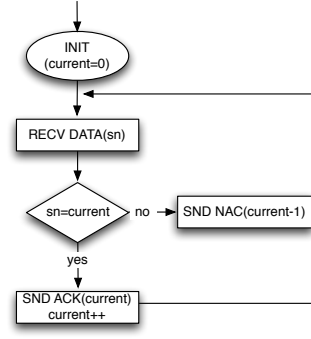 INIT
(current=0)
RECV DATA(sn)
sn=current
no
SND NAC(current-1)
yes
SND ACK(current)
current++